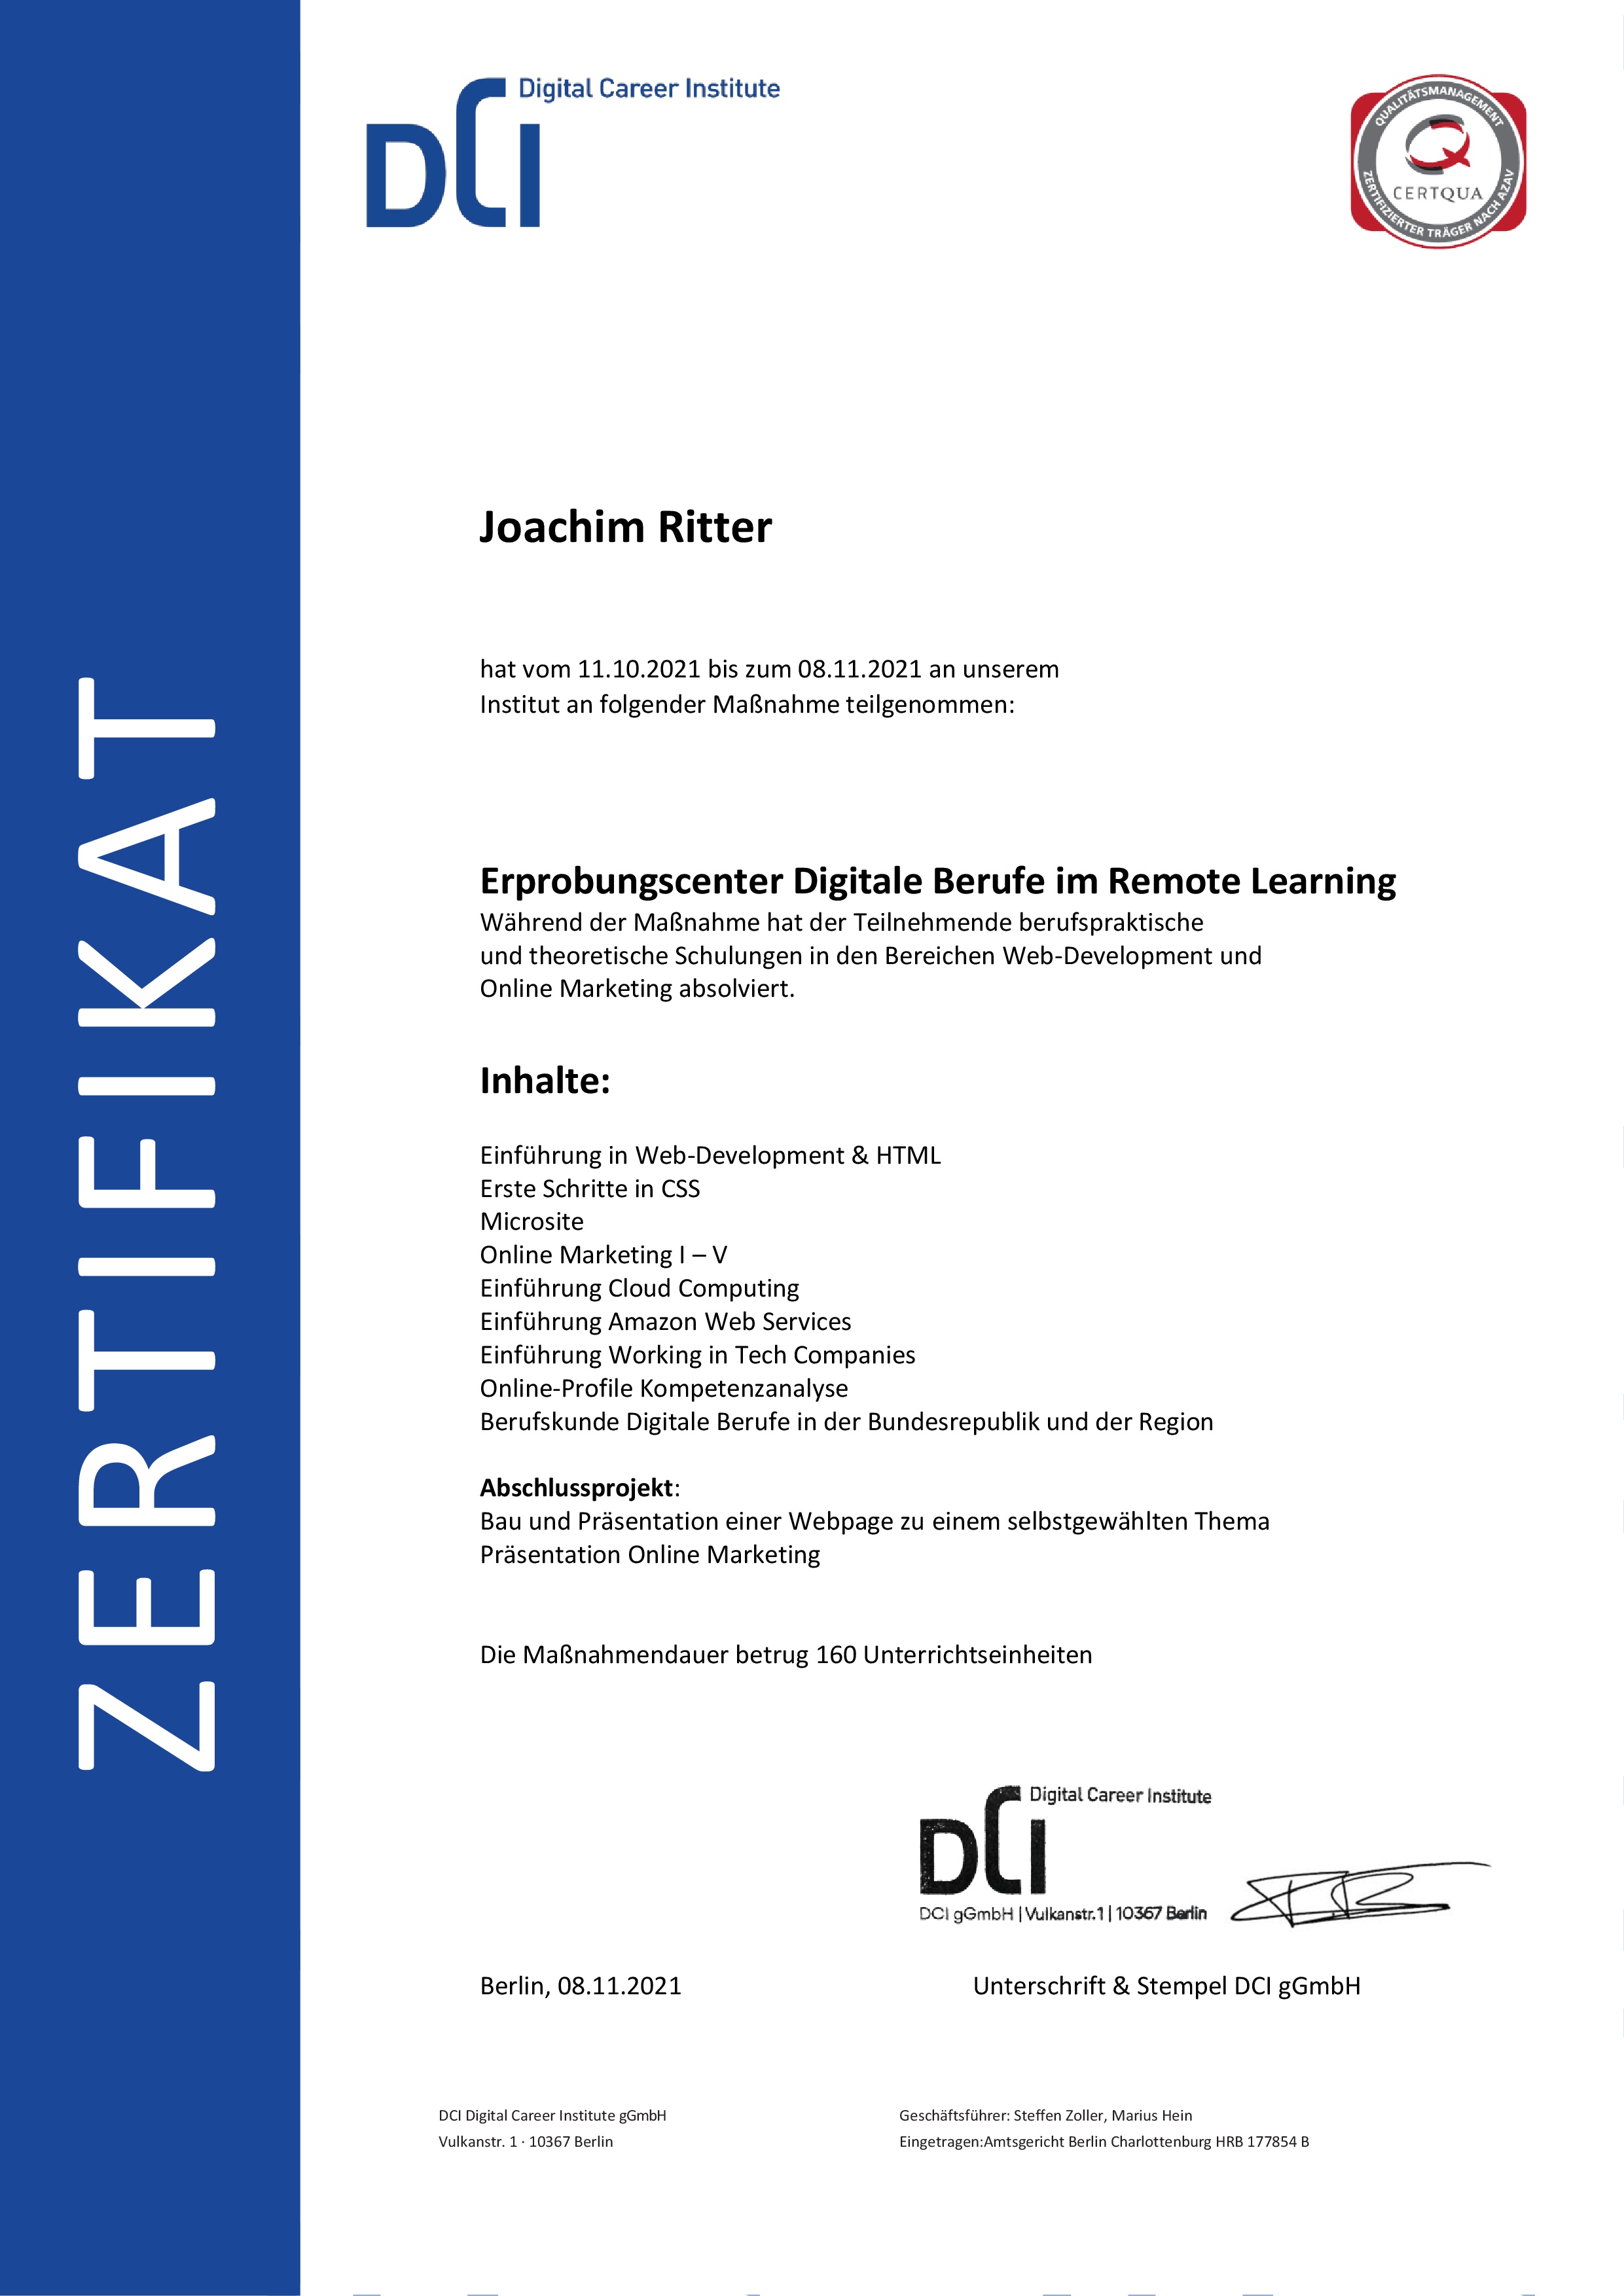 Digital Career Institute
DCI
QUALITÄTSMANAGEMENT
CERTQUA
ZERTIFIZIERTER TRÄGER NACH AZAV
ZERTIFIKAT
Joachim Ritter
hat vom 11.10.2021 bis zum 08.11.2021 an unserem
Institut an folgender Maßnahme teilgenommen:
Erprobungscenter Digitale Berufe im Remote Learning
Während der Maßnahme hat der Teilnehmende berufspraktische
und theoretische Schulungen in den Bereichen Web-Development und
Online Marketing absolviert.
Inhalte:
Einführung in Web-Development & HTML
Erste Schritte in CSS
Microsite
Online Marketing I – V
Einführung Cloud Computing
Einführung Amazon Web Services
Einführung Working in Tech Companies
Online-Profile Kompetenzanalyse
Berufskunde Digitale Berufe in der Bundesrepublik und der Region
Abschlussprojekt:
Bau und Präsentation einer Webpage zu einem selbstgewählten Thema
Präsentation Online Marketing
Die Maßnahmendauer betrug 160 Unterrichtseinheiten
Digital Career Institute
DCI
DCI gGmbH | Vulkanstr. 1 | 10367 Berlin
Berlin, 08.11.2021
Unterschrift & Stempel DCI gGmbH
DCI Digital Career Institute gGmbH
Vulkanstr. 1 · 10367 Berlin
Geschäftsführer: Steffen Zoller, Marius Hein
Eingetragen:Amtsgericht Berlin Charlottenburg HRB 177854 B